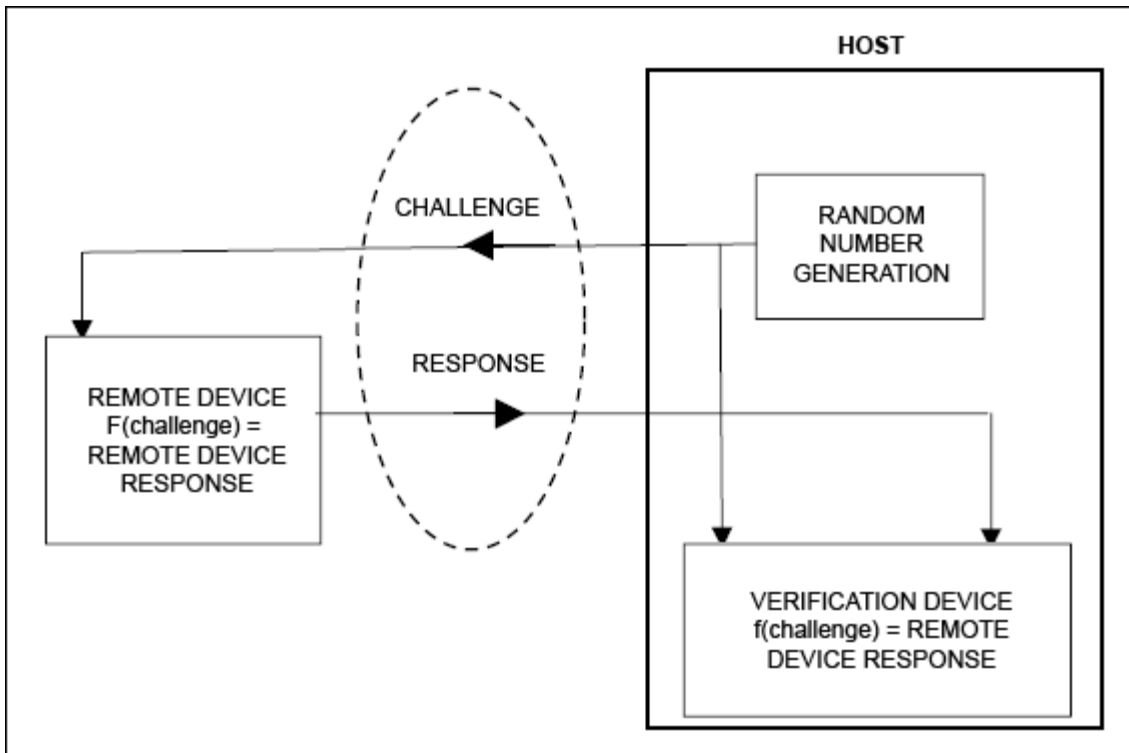 HOST
CHALLENGE
RANDOM
NUMBER
GENERATION
RESPONSE
REMOTE DEVICE
F(challenge) =
REMOTE DEVICE
RESPONSE
VERIFICATION DEVICE
f(challenge) = REMOTE
DEVICE RESPONSE